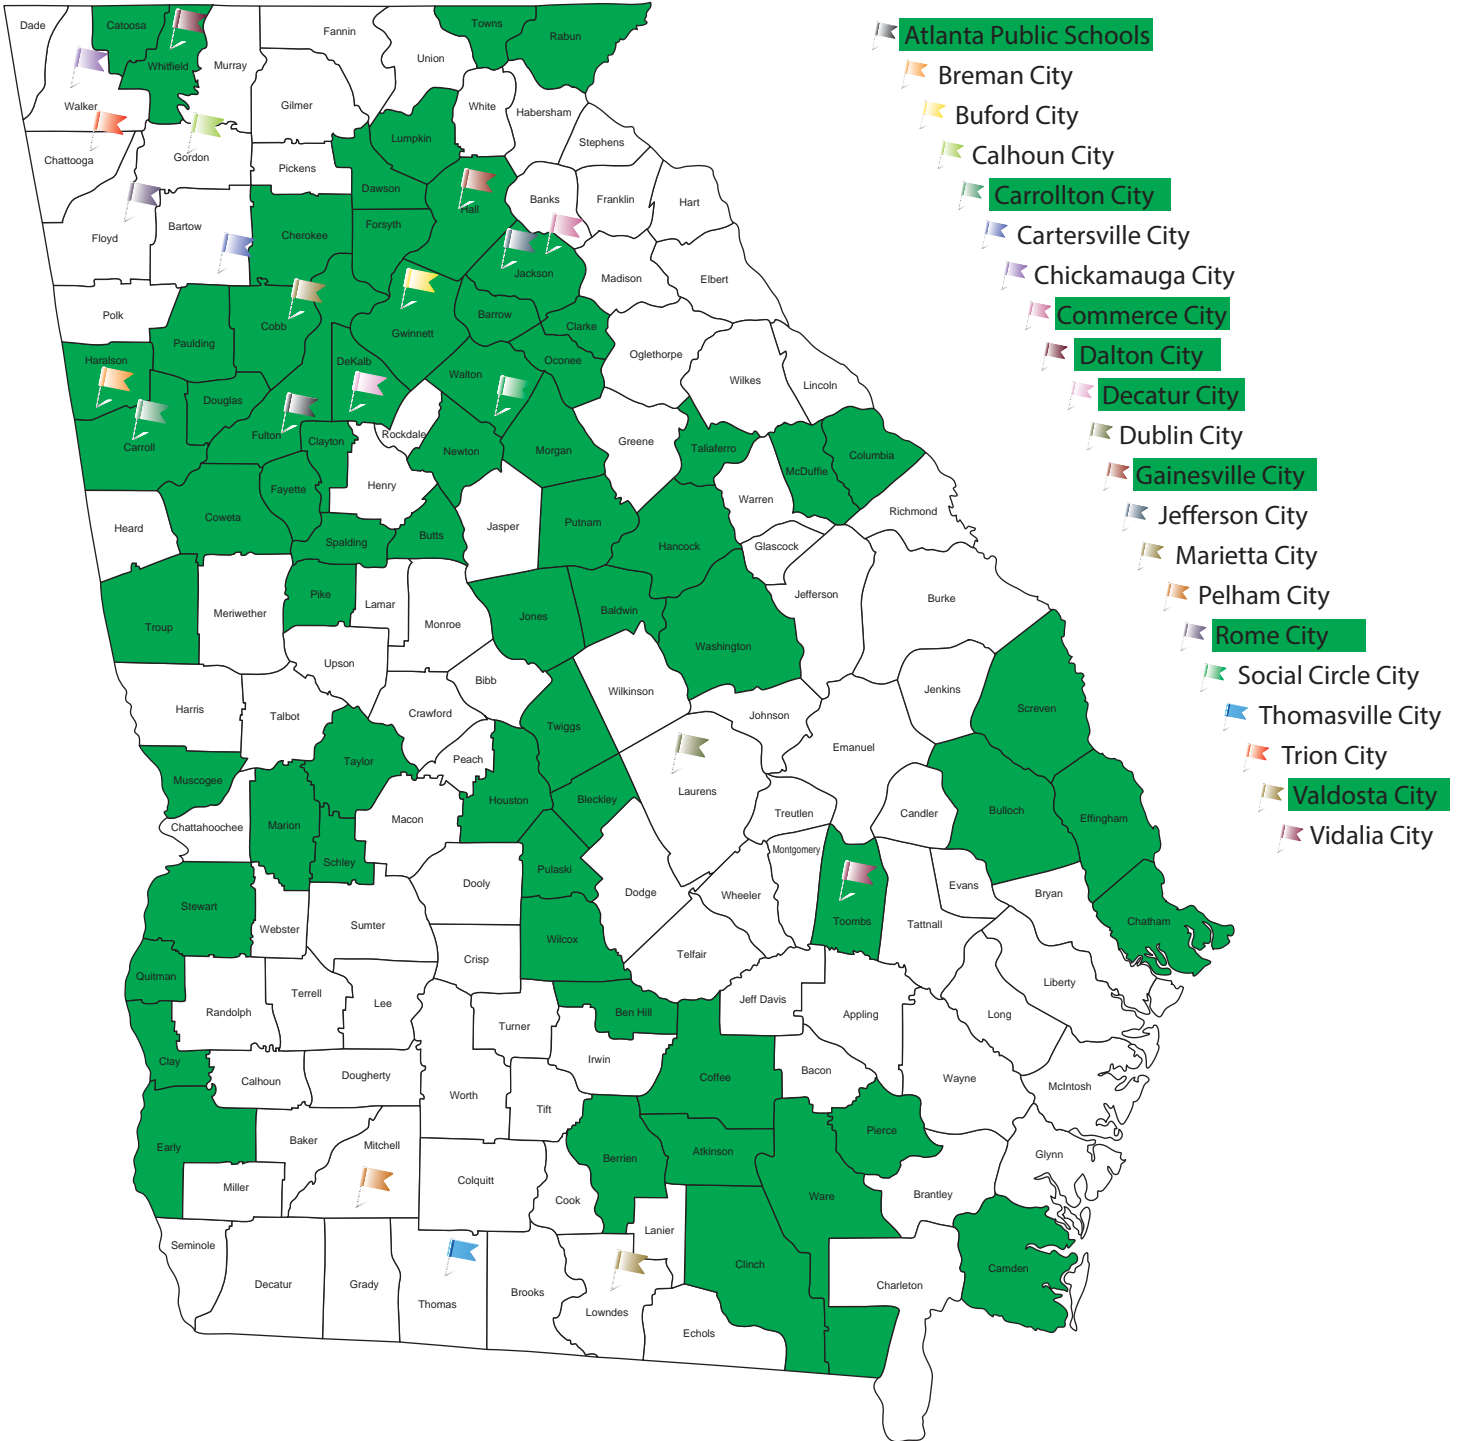 Dade
Catoosa
Whitfield
Murray
Fannin
Union
Towns
Rabun
Walker
Gilmer
White
Habersham
Lumpkin
Stephens
Chattooga
Gordon
Pickens
Dawson
Hall
Banks
Franklin
Hart
Floyd
Bartow
Cherokee
Forsyth
Jackson
Madison
Elbert
Polk
Paulding
Cobb
Gwinnett
Barrow
Clarke
Oconee
Oglethorpe
Wilkes
Lincoln
Haralson
Douglas
DeKalb
Walton
Carroll
Fulton
Clayton
Rockdale
Newton
Morgan
Greene
Taliaferro
McDuffie
Columbia
Heard
Coweta
Fayette
Henry
Jasper
Putnam
Hancock
Warren
Richmond
Spalding
Butts
Glascock
Troup
Meriwether
Pike
Lamar
Monroe
Jones
Baldwin
Washington
Jefferson
Burke
Upson
Bibb
Wilkinson
Jenkins
Screven
Harris
Talbot
Crawford
Twiggs
Johnson
Emanuel
Muscogee
Taylor
Peach
Houston
Bleckley
Laurens
Treutlen
Candler
Bulloch
Effingham
Chattahoochee
Marion
Schley
Macon
Dooly
Pulaski
Dodge
Wheeler
Montgomery
Toombs
Tattnall
Evans
Bryan
Chatham
Stewart
Webster
Sumter
Crisp
Wilcox
Telfair
Quitman
Randolph
Terrell
Lee
Turner
Ben Hill
Jeff Davis
Appling
Long
Liberty
Clay
Calhoun
Dougherty
Worth
Tift
Irwin
Coffee
Bacon
Wayne
McIntosh
Early
Baker
Mitchell
Miller
Colquitt
Cook
Berrien
Atkinson
Pierce
Ware
Brantley
Glynn
Seminole
Decatur
Grady
Thomas
Brooks
Lanier
Lowndes
Echols
Clinch
Charleton
Camden
Atlanta Public Schools
Breman City
Buford City
Calhoun City
Carrollton City
Cartersville City
Chickamauga City
Commerce City
Dalton City
Decatur City
Dublin City
Gainesville City
Jefferson City
Marietta City
Pelham City
Rome City
Social Circle City
Thomasville City
Trion City
Valdosta City
Vidalia City